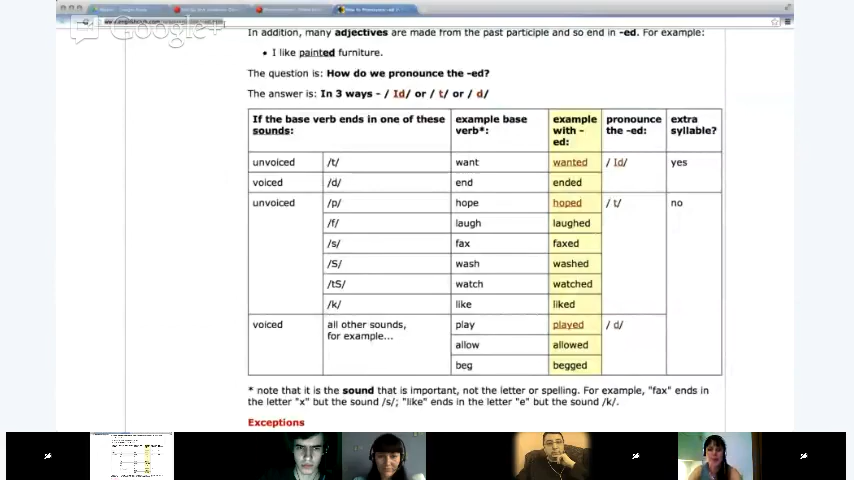 Google+
In addition, many adjectives are made from the past participle and so end in -ed. For example:
• I like painted furniture.
The question is: How do we pronounce the -ed?
The answer is: In 3 ways - / Id/ or / t/ or / d/
If the base verb ends in one of these sounds: example base verb*: example with -ed: pronounce the -ed: extra syllable?
unvoiced /t/ want wanted / Id/ yes
voiced /d/ end ended
unvoiced /p/ hope hoped / t/ no
/f/ laugh laughed
/s/ fax faxed
/S/ wash washed
/tS/ watch watched
/k/ like liked
voiced all other sounds, for example... play played / d/
allow allowed
beg begged
* note that it is the sound that is important, not the letter or spelling. For example, "fax" ends in
the letter "x" but the sound /s/; "like" ends in the letter "e" but the sound /k/.
Exceptions